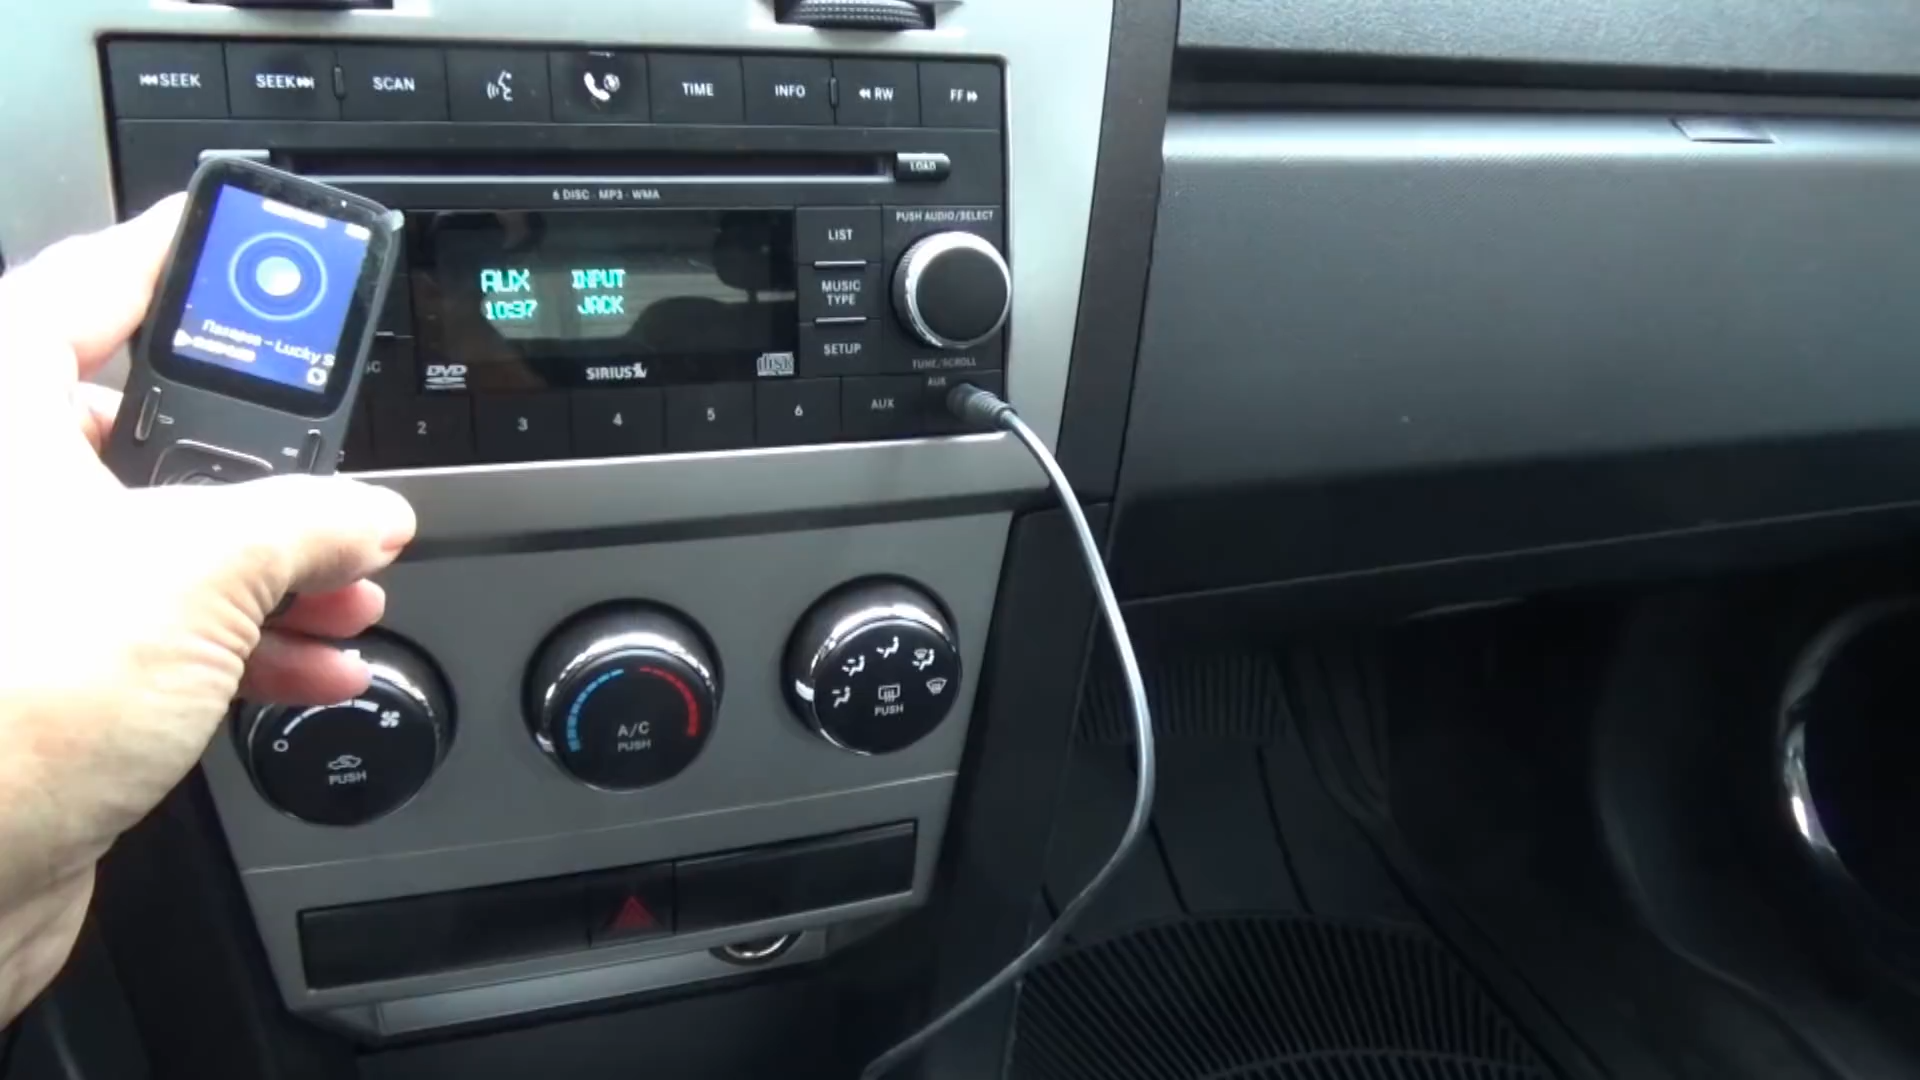 SEEK
SEEK
SCAN
TIME
INFO
RW
FF
LOAD
6 DISC · MP3 · WMA
PUSH AUDIO/SELECT
LIST
MUSIC
TYPE
SETUP
AUX INPUT
10:37 JACK
DVD
SIRIUS
disc
TUNE/SCROLL
AUX
2
3
4
5
6
AUX
– Lucky S
A/C
PUSH
PUSH
PUSH